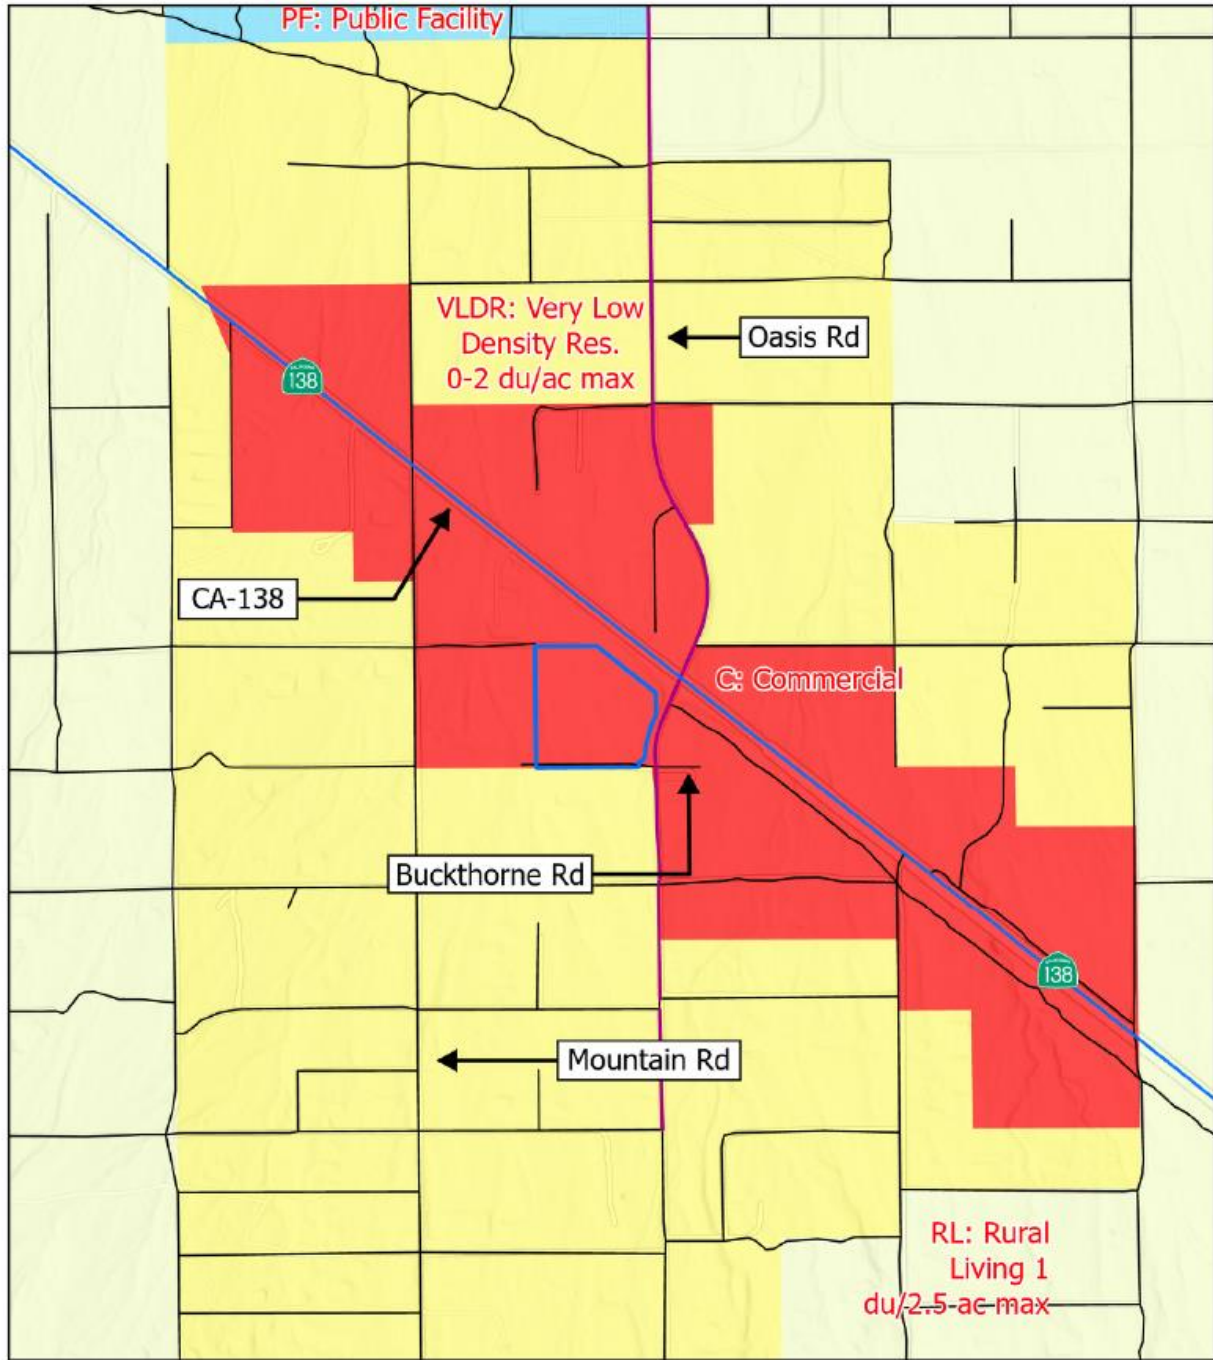 PF: Public Facility
VLDR: Very Low
Density Res.
0-2 du/ac max
Oasis Rd
138
CA-138
C: Commercial
Buckthorne Rd
138
Mountain Rd
RL: Rural
Living 1
du/2.5 ac max